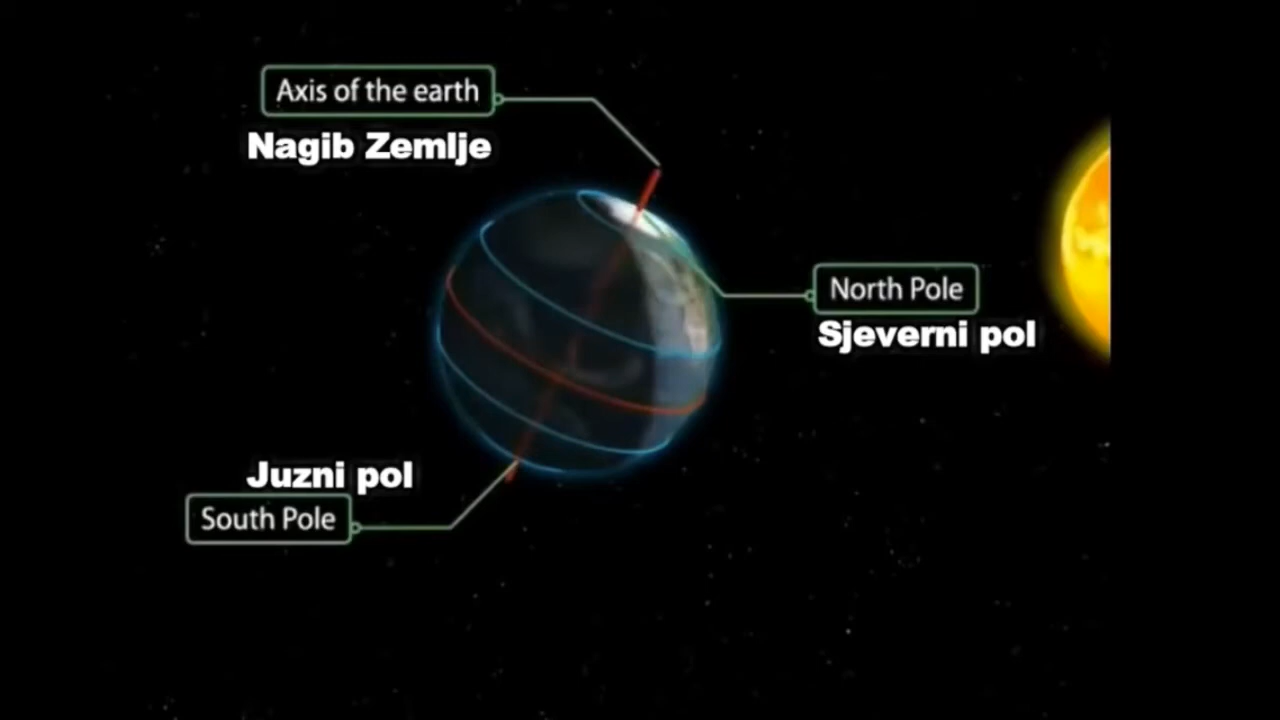 Axis of the earth
Nagib Zemlje
North Pole
Sjeverni pol
Juzni pol
South Pole